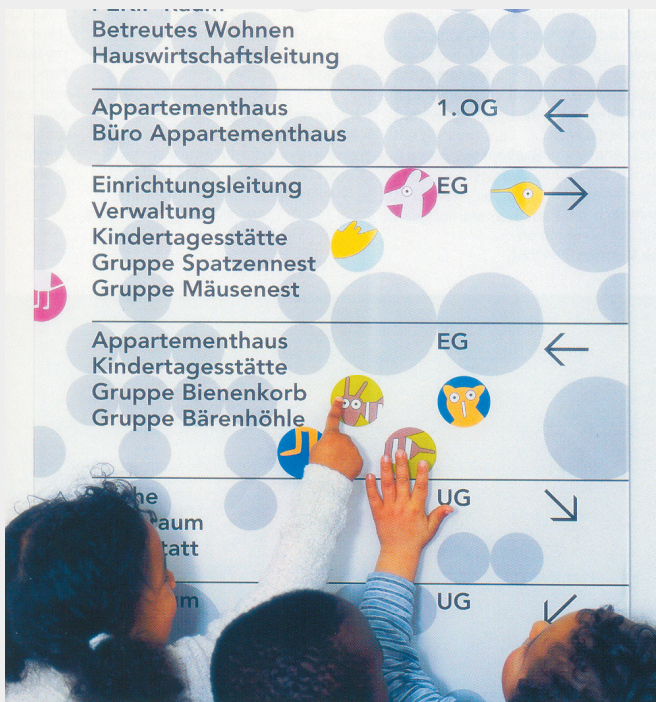 Betreutes Wohnen
Hauswirtschaftsleitung
Appartementhaus 1.OG ←
Büro Appartementhaus
Einrichtungsleitung EG →
Verwaltung
Kindertagesstätte
Gruppe Spatzennest
Gruppe Mäusenest
Appartementhaus EG ←
Kindertagesstätte
Gruppe Bienenkorb
Gruppe Bärenhöhle
UG ↘
UG ↙